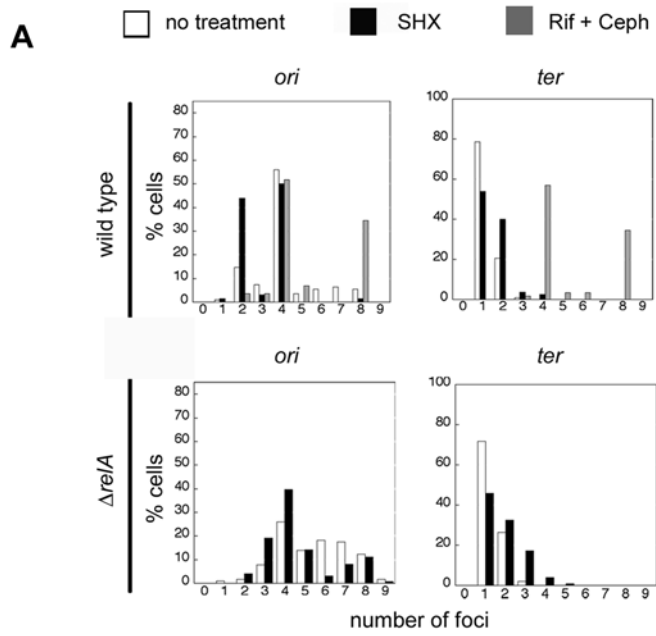 A
no treatment SHX Rif + Ceph
ori ter
wild type
% cells
80
70
60
50
40
30
20
10
0
0 1 2 3 4 5 6 7 8 9
100
80
60
40
20
0
0 1 2 3 4 5 6 7 8 9
ori ter
ΔrelA
% cells
80
70
60
50
40
30
20
10
0
0 1 2 3 4 5 6 7 8 9
100
80
60
40
20
0
0 1 2 3 4 5 6 7 8 9
number of foci